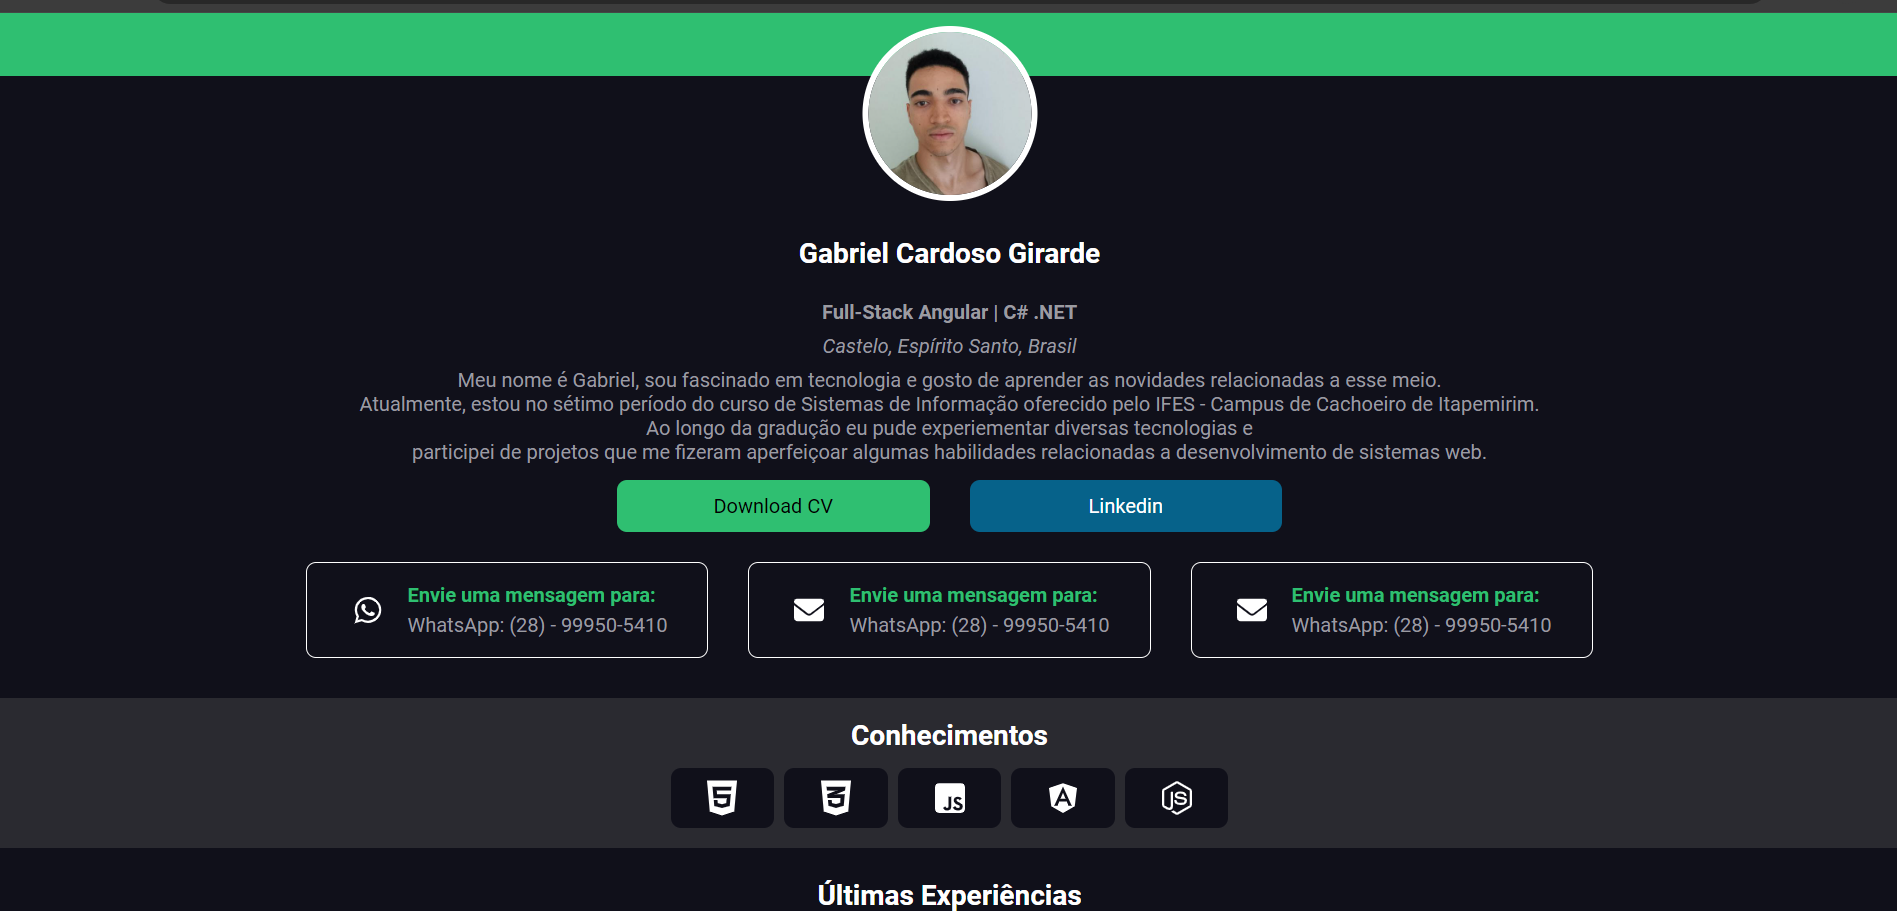 Gabriel Cardoso Girarde
Full-Stack Angular | C# .NET
Castelo, Espírito Santo, Brasil
Meu nome é Gabriel, sou fascinado em tecnologia e gosto de aprender as novidades relacionadas a esse meio.
Atualmente, estou no sétimo período do curso de Sistemas de Informação oferecido pelo IFES - Campus de Cachoeiro de Itapemirim.
Ao longo da gradução eu pude experiementar diversas tecnologias e
participei de projetos que me fizeram aperfeiçoar algumas habilidades relacionadas a desenvolvimento de sistemas web.
Download CV
Linkedin
Envie uma mensagem para:
WhatsApp: (28) - 99950-5410
Envie uma mensagem para:
WhatsApp: (28) - 99950-5410
Envie uma mensagem para:
WhatsApp: (28) - 99950-5410
Conhecimentos
5
3
JS
A
JS
Últimas Experiências